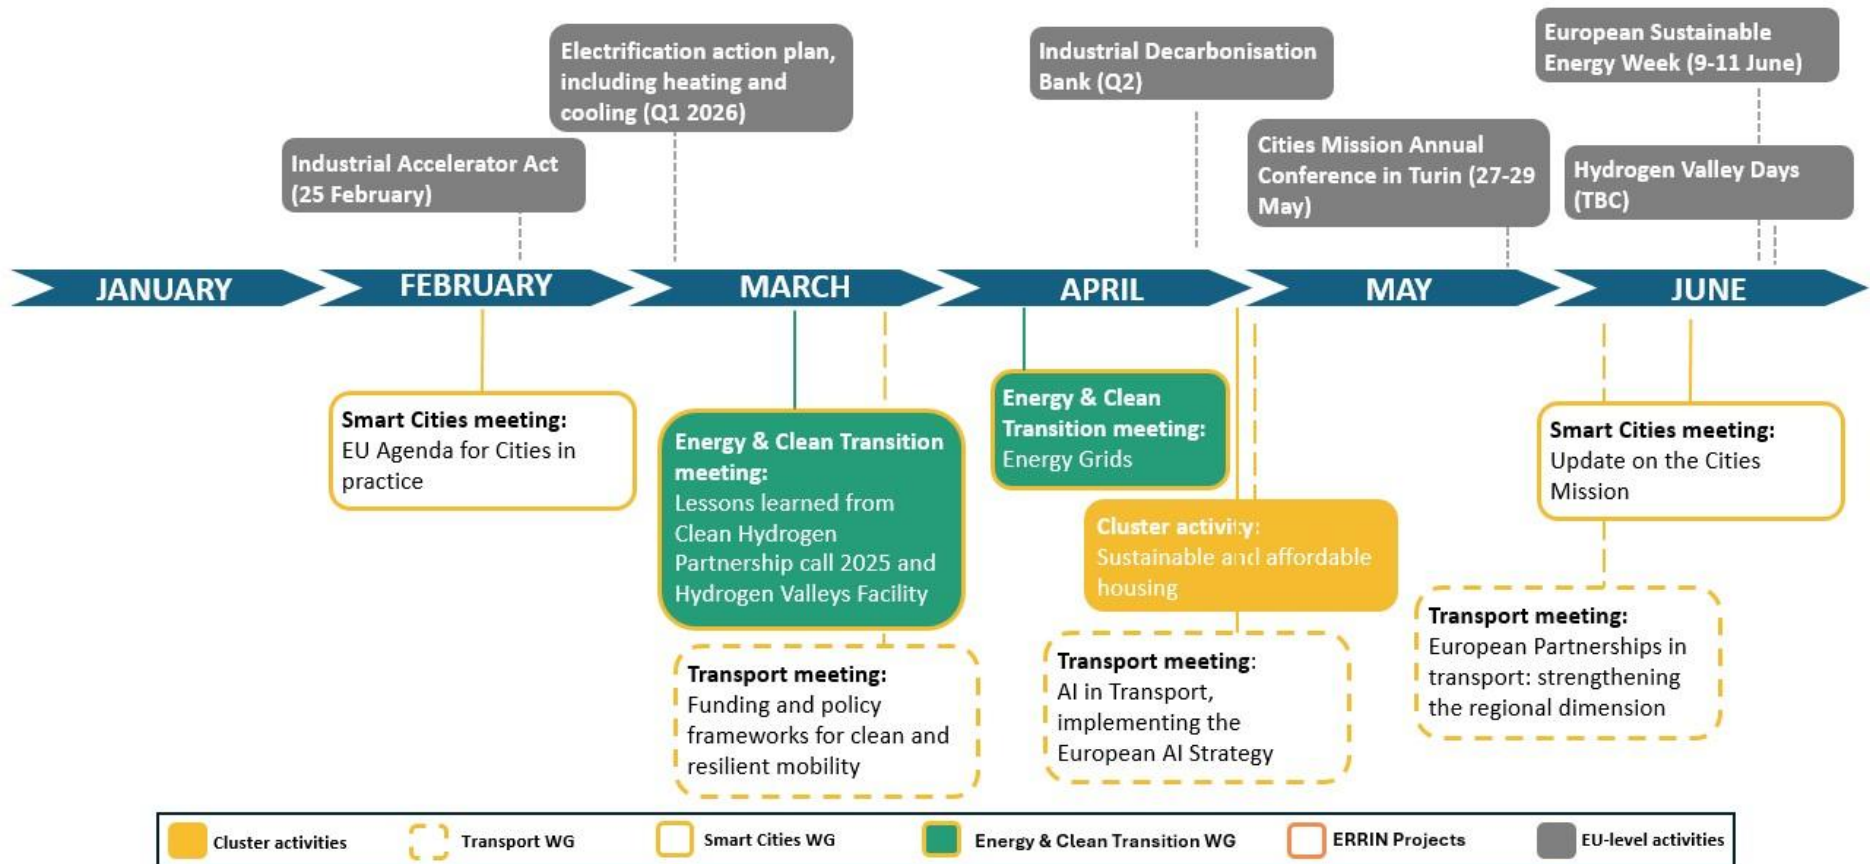 Electrification action plan,
including heating and
cooling (Q1 2026)
Industrial Decarbonisation
Bank (Q2)
European Sustainable
Energy Week (9-11 June)
Industrial Accelerator Act
(25 February)
Cities Mission Annual
Conference in Turin (27-29
May)
Hydrogen Valley Days
(TBC)
JANUARY
FEBRUARY
MARCH
APRIL
MAY
JUNE
Smart Cities meeting:
EU Agenda for Cities in
practice
Energy & Clean Transition
meeting:
Lessons learned from
Clean Hydrogen
Partnership call 2025 and
Hydrogen Valleys Facility
Transport meeting:
Funding and policy
frameworks for clean and
resilient mobility
Energy & Clean
Transition meeting:
Energy Grids
Cluster activity:
Sustainable and affordable
housing
Transport meeting:
AI in Transport,
implementing the
European AI Strategy
Smart Cities meeting:
Update on the Cities
Mission
Transport meeting:
European Partnerships in
transport: strengthening
the regional dimension
Cluster activities
Transport WG
Smart Cities WG
Energy & Clean Transition WG
ERRIN Projects
EU-level activities